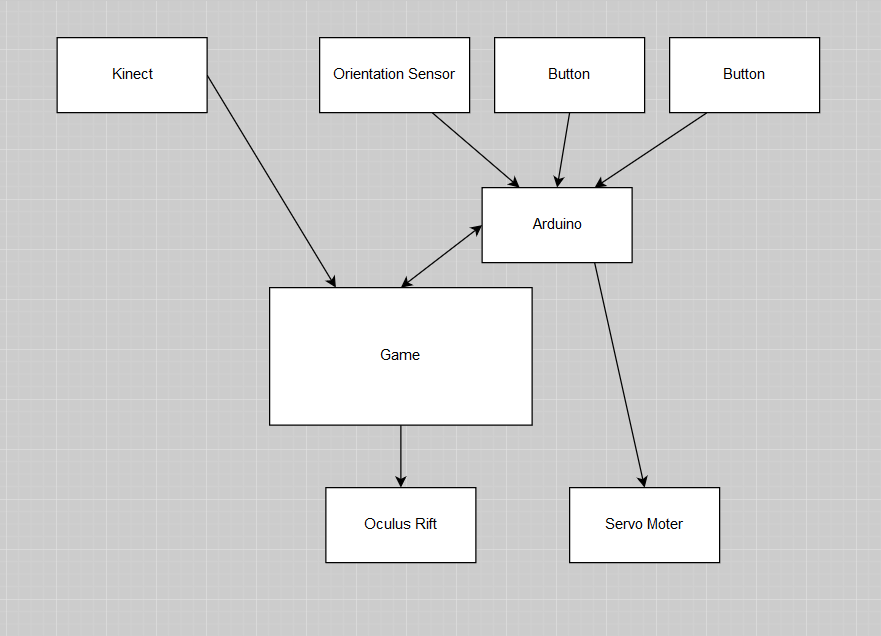 Kinect
Orientation Sensor
Button
Button
Arduino
Game
Oculus Rift
Servo Moter